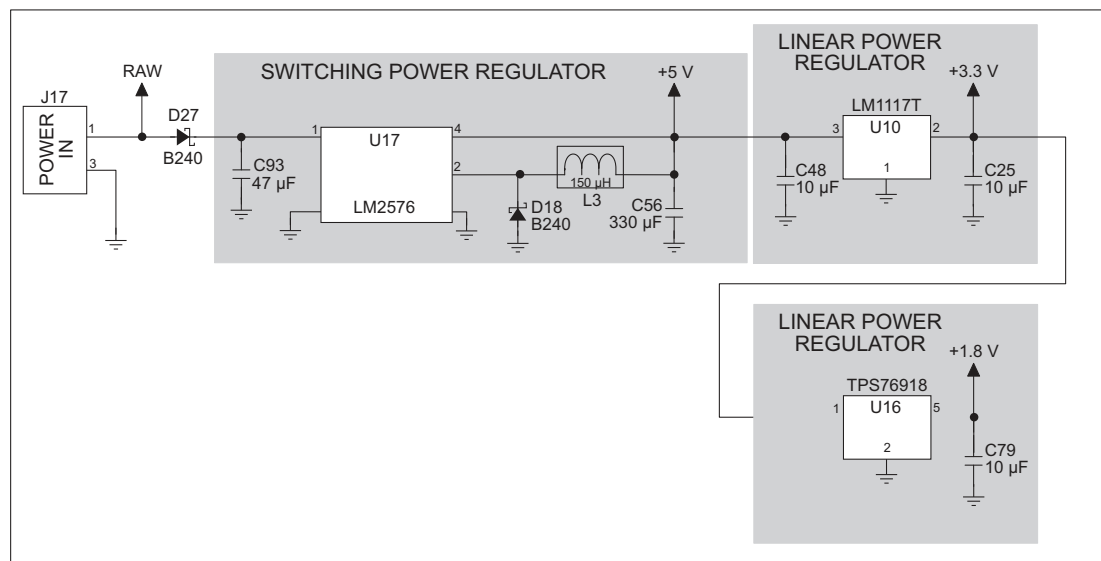 LINEAR POWER
REGULATOR
SWITCHING POWER REGULATOR
RAW
+5 V
+3.3 V
J17
D27
LM1117T
POWER
IN
1
3
B240
1
U17
4
3
U10
2
C93
47 µF
2
150 µH
L3
C48
10 µF
1
C25
10 µF
LM2576
D18
B240
C56
330 µF
LINEAR POWER
REGULATOR
+1.8 V
TPS76918
1
U16
5
2
C79
10 µF